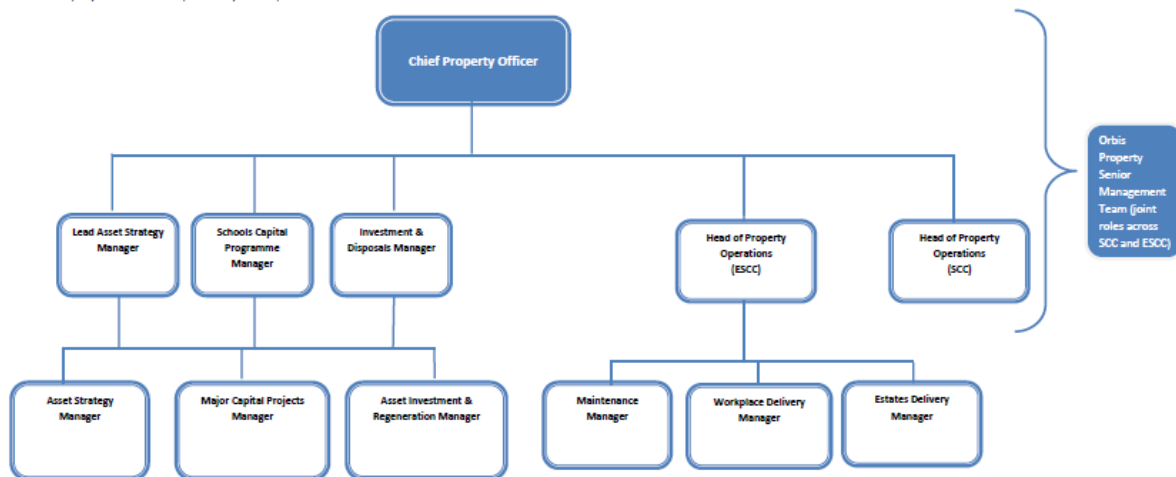 Chief Property Officer
Orbis
Property
Senior
Management
Team (joint
roles across
SCC and ESCC)
Lead Asset Strategy
Manager
Schools Capital
Programme
Manager
Investment &
Disposals Manager
Head of Property
Operations
(ESCC)
Head of Property
Operations
(SCC)
Asset Strategy
Manager
Major Capital Projects
Manager
Asset Investment &
Regeneration Manager
Maintenance
Manager
Workplace Delivery
Manager
Estates Delivery
Manager